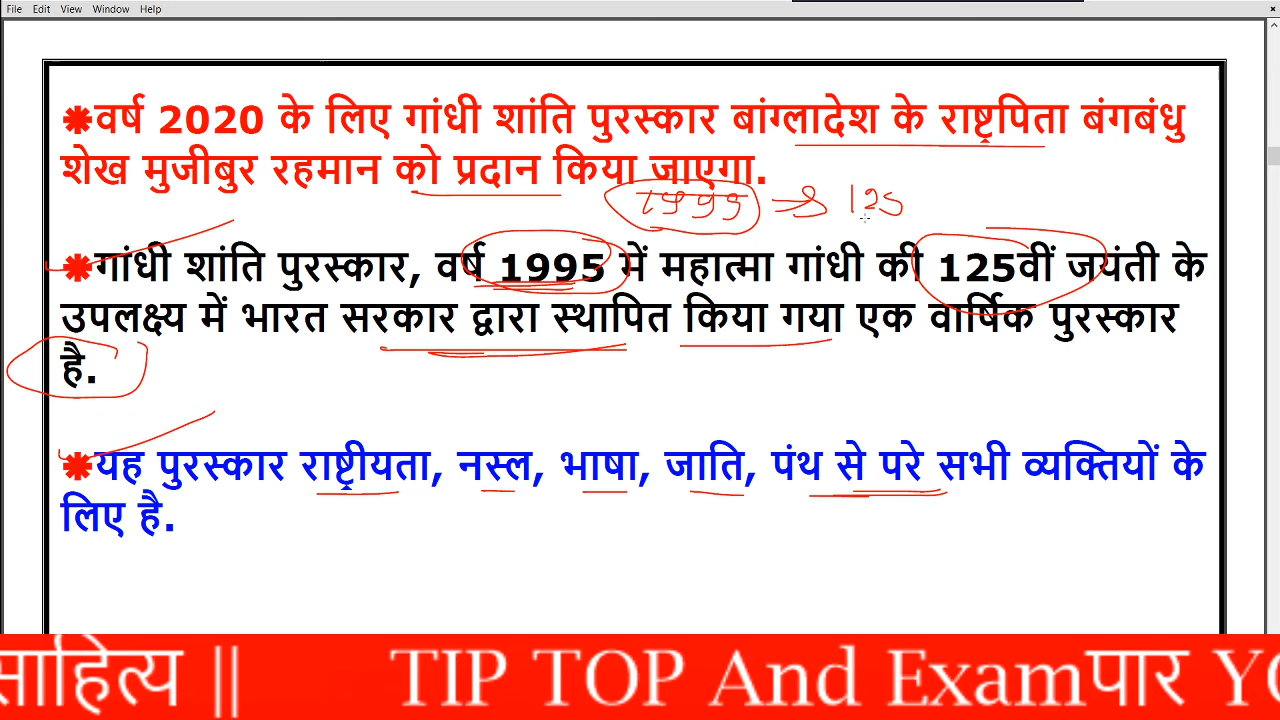 File Edit View Window Help
वर्ष 2020 के लिए गांधी शांति पुरस्कार बांग्लादेश के राष्ट्रपिता बंगबंधु
शेख मुजीबुर रहमान को प्रदान किया जाएगा.
125
गांधी शांति पुरस्कार, वर्ष 1995 में महात्मा गांधी की 125वीं जयंती के
उपलक्ष्य में भारत सरकार द्वारा स्थापित किया गया एक वार्षिक पुरस्कार
है.
यह पुरस्कार राष्ट्रीयता, नस्ल, भाषा, जाति, पंथ से परे सभी व्यक्तियों के
लिए है.
साहित्य || TIP TOP And Examपार YO